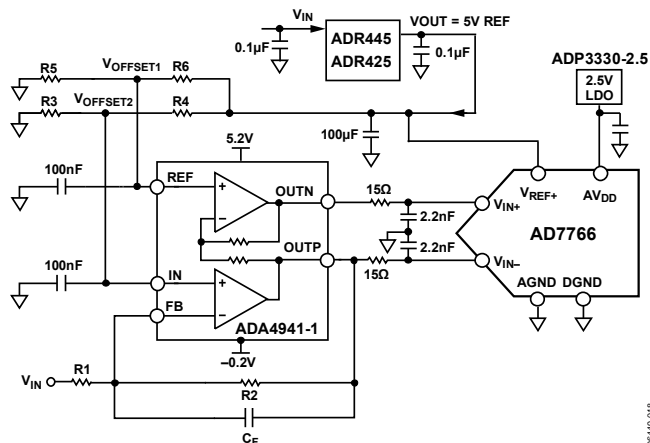 VIN
ADR445
ADR425
VOUT = 5V REF
0.1µF
0.1µF
ADP3330-2.5
2.5V
LDO
R5
VOFFSET1
R6
R3
VOFFSET2
R4
100µF
5.2V
100nF
REF
OUTN
15Ω
VREF+
AVDD
VIN+
2.2nF
AD7766
OUTP
2.2nF
100nF
15Ω
VIN–
IN
AGND
DGND
FB
ADA4941-1
–0.2V
VIN
R1
R2
CF
+
–
+
–